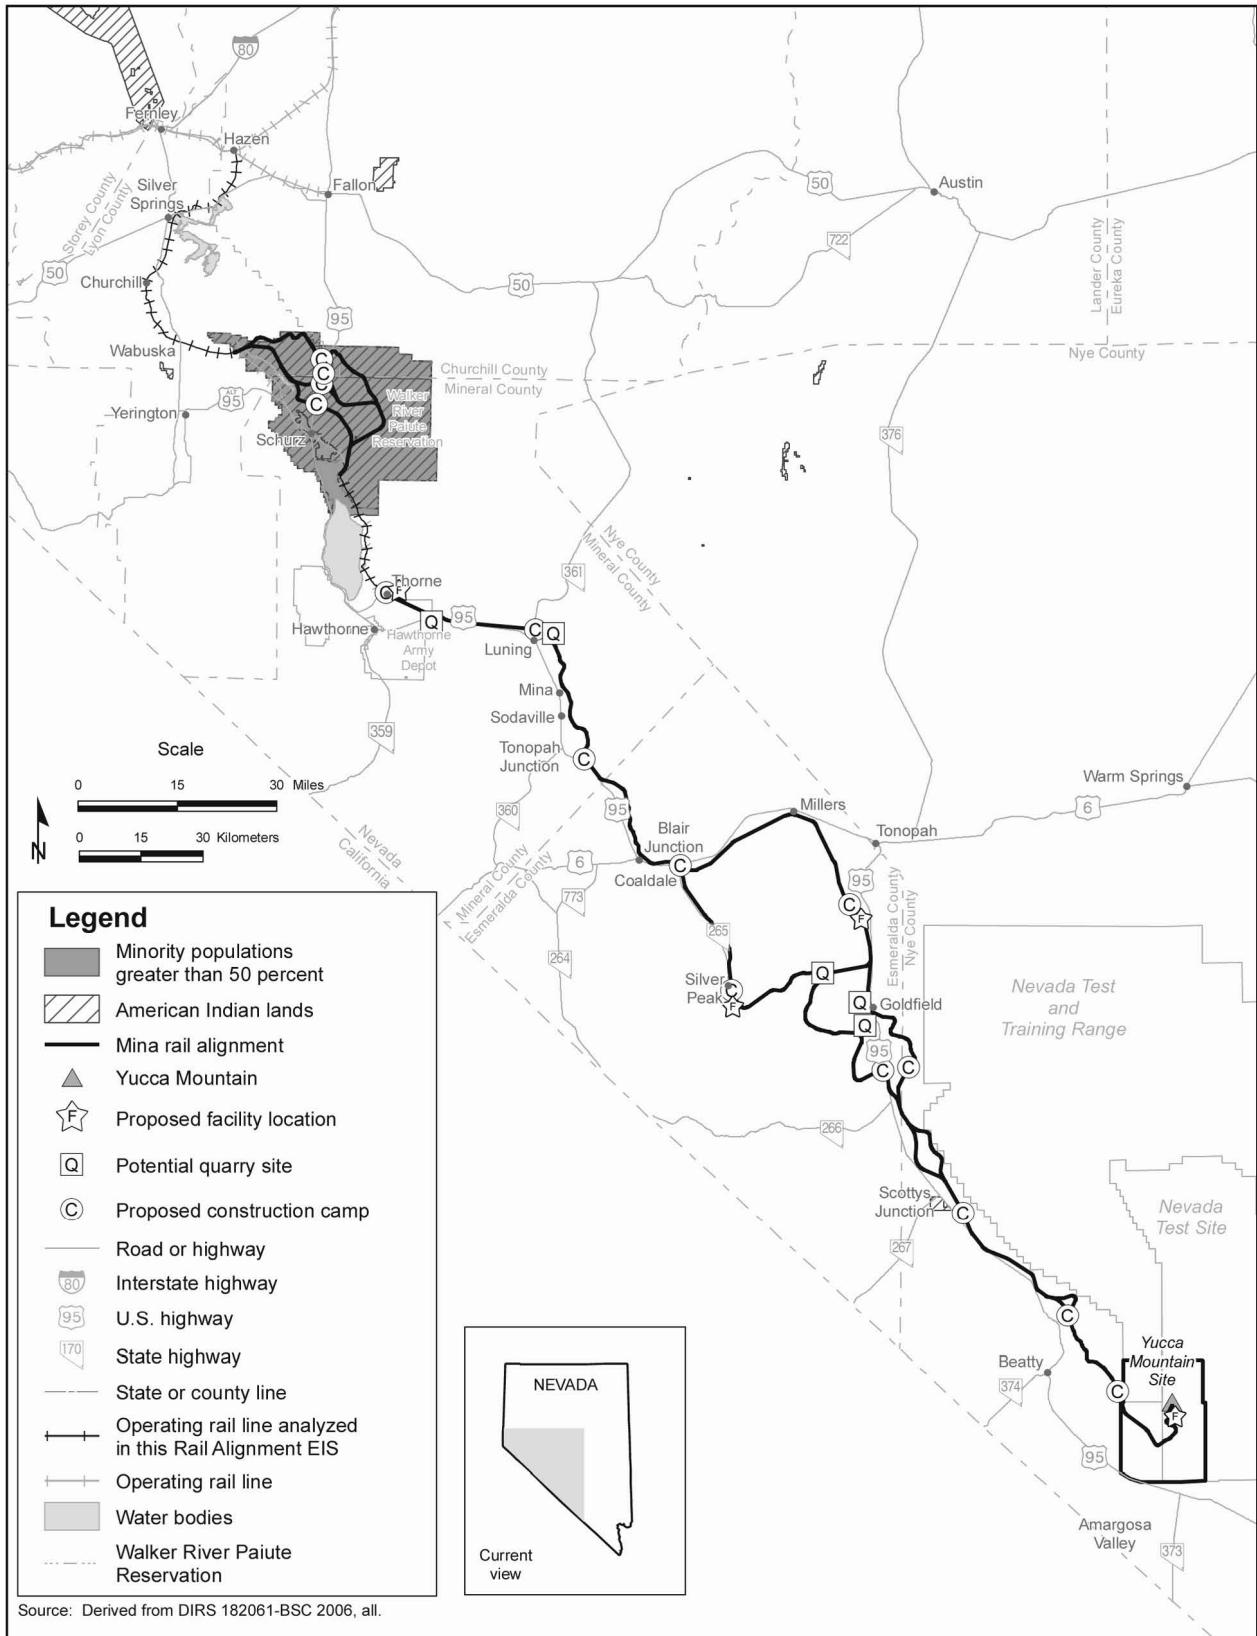 80
Fernley
Hazen
Silver
Springs
Fallon
50
Austin
Storey County
Lyon County
722
Lander County
Eureka County
50
Churchill
50
95
Wabuska
Nye County
Churchill County
Mineral County
C
C
C
C
ALT
95
Walker
River
Paiute
Reservation
Yerington
Schurz
376
Nye County
Mineral County
361
C
F
Thorne
Q
95
C
Q
Hawthorne
Hawthorne
Army
Depot
Luning
Mina
Sodaville
359
Scale
Tonopah
Junction
C
0 15 30 Miles
Warm Springs
6
N
0 15 30 Kilometers
360
95
Millers
Tonopah
Nevada
California
Blair
Junction
6
C
Coaldale
Mineral County
Esmeralda County
773
95
C
F
Esmeralda County
Nye County
265
264
Silver
Peak
C
F
Q
Q
Q
Goldfield
Nevada Test
and
Training Range
95
C
C
266
Scottys
Junction
C
Nevada
Test Site
267
C
Yucca
Mountain
Site
Beatty
374
C
F
95
Amargosa
Valley
373
Legend
Minority populations
greater than 50 percent
American Indian lands
Mina rail alignment
Yucca Mountain
F Proposed facility location
Q Potential quarry site
C Proposed construction camp
Road or highway
80 Interstate highway
95 U.S. highway
170 State highway
State or county line
Operating rail line analyzed
in this Rail Alignment EIS
Operating rail line
Water bodies
Walker River Paiute
Reservation
NEVADA
Current
view
Source: Derived from DIRS 182061-BSC 2006, all.